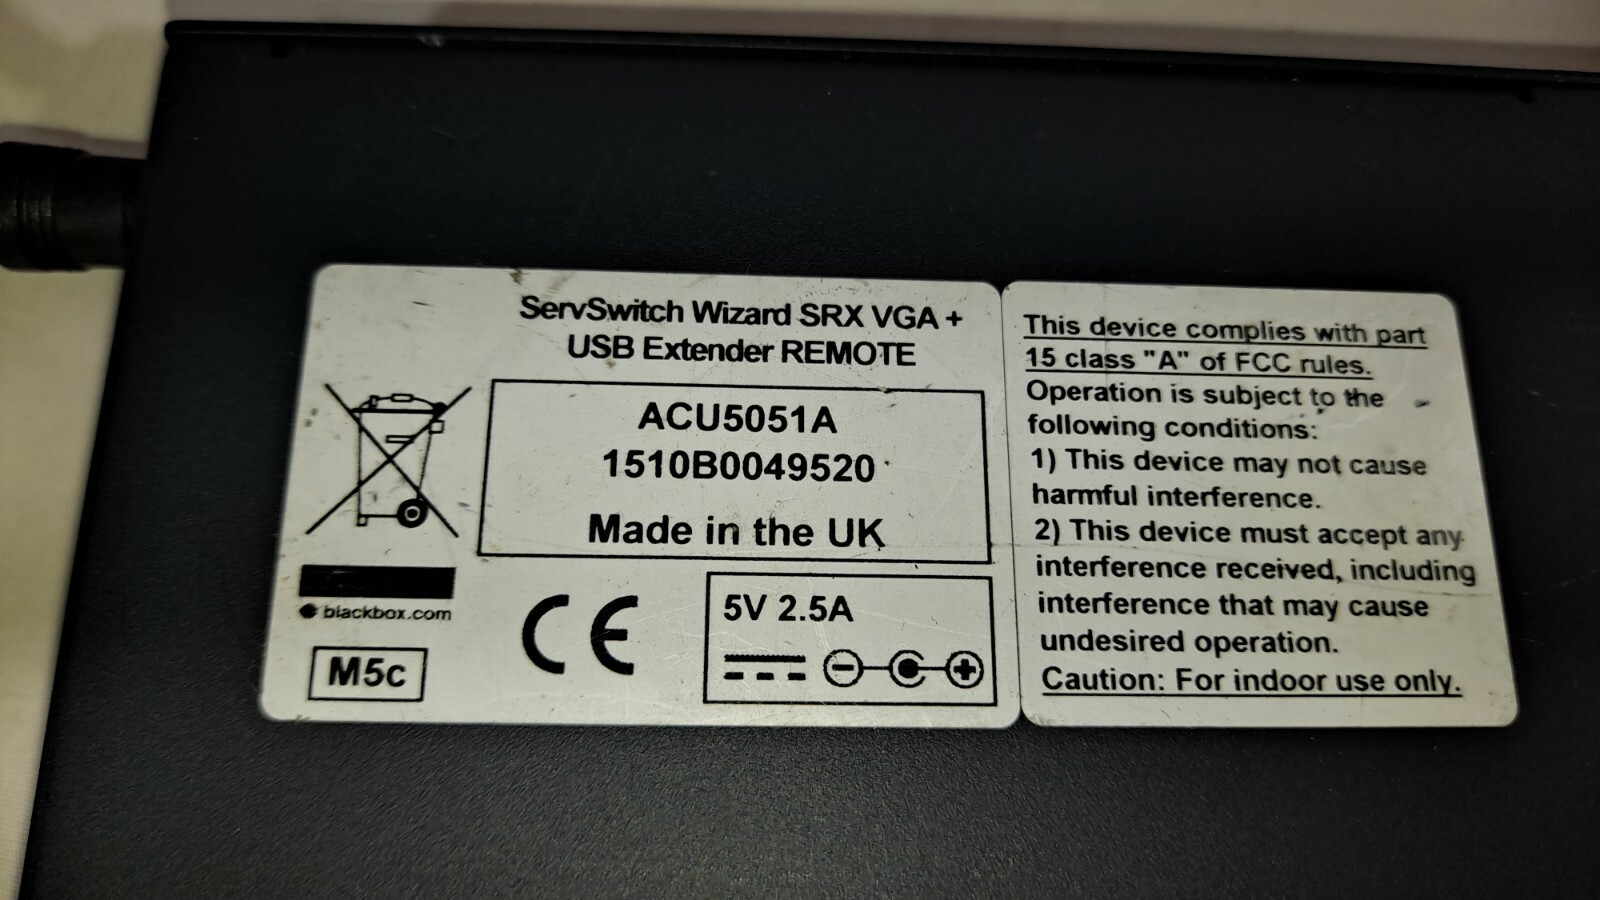 ServSwitch Wizard SRX VGA +
USB Extender REMOTE
ACU5051A
1510B0049520
Made in the UK
blackbox.com
M5c
CE
5V 2.5A
This device complies with part
15 class "A" of FCC rules.
Operation is subject to the
following conditions:
1) This device may not cause
harmful interference.
2) This device must accept any
interference received, including
interference that may cause
undesired operation.
Caution: For indoor use only.